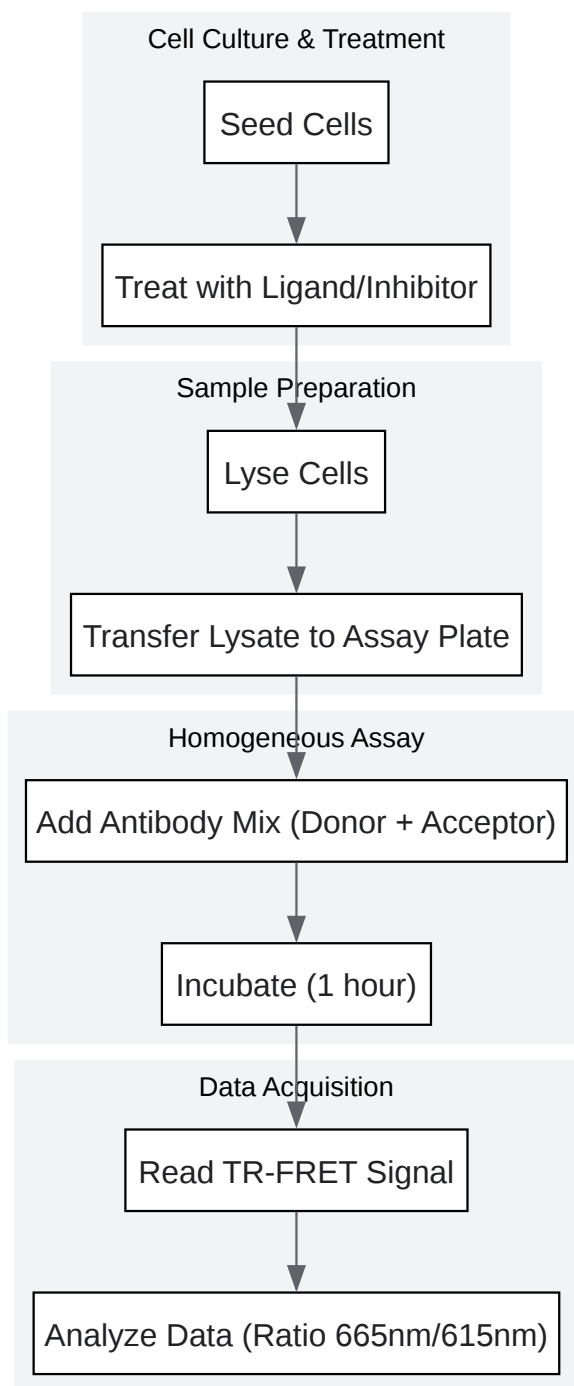 Cell Culture & Treatment
Seed Cells
Treat with Ligand/Inhibitor
Sample Preparation
Lyse Cells
Transfer Lysate to Assay Plate
Homogeneous Assay
Add Antibody Mix (Donor + Acceptor)
Incubate (1 hour)
Data Acquisition
Read TR-FRET Signal
Analyze Data (Ratio 665nm/615nm)